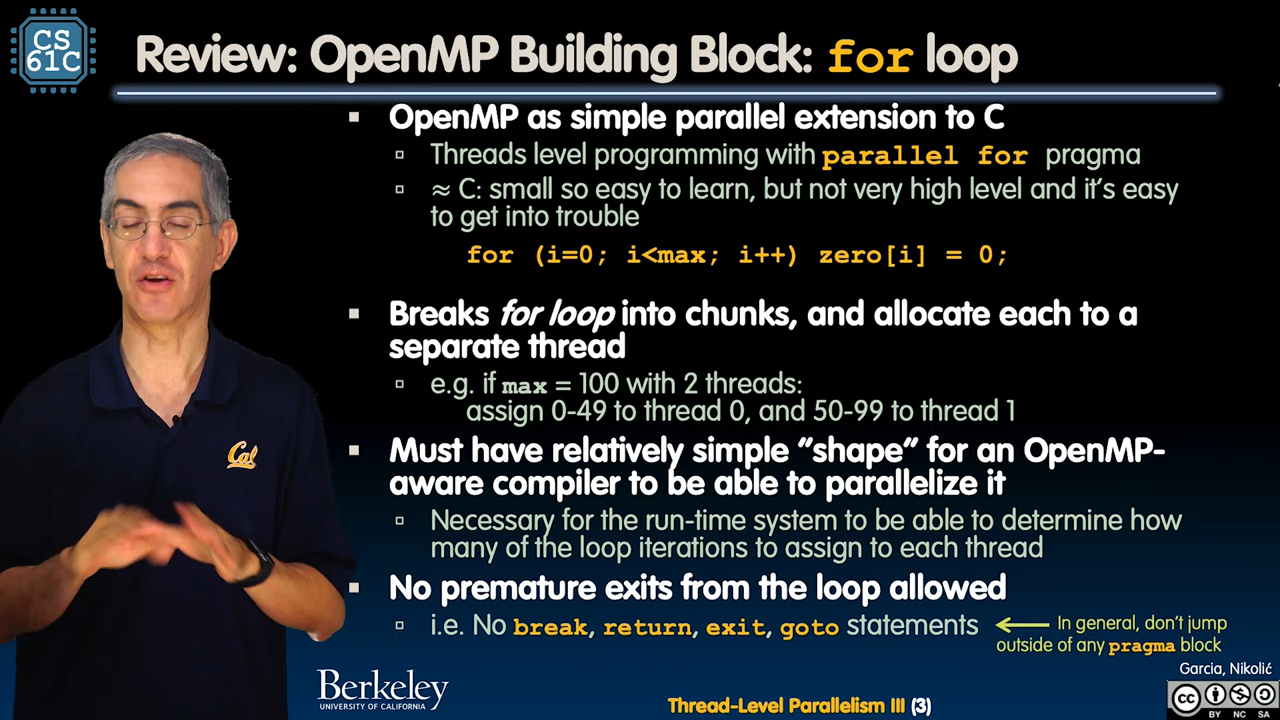 CS
61C
Review: OpenMP Building Block: for loop
▪ OpenMP as simple parallel extension to C
▫ Threads level programming with parallel for pragma
▫ ≈ C: small so easy to learn, but not very high level and it's easy
to get into trouble
for (i=0; i<max; i++) zero[i] = 0;
▪ Breaks for loop into chunks, and allocate each to a
separate thread
▫ e.g. if max = 100 with 2 threads:
assign 0-49 to thread 0, and 50-99 to thread 1
▪ Must have relatively simple "shape" for an OpenMP-
aware compiler to be able to parallelize it
▫ Necessary for the run-time system to be able to determine how
many of the loop iterations to assign to each thread
▪ No premature exits from the loop allowed
▫ i.e. No break, return, exit, goto statements
In general, don't jump
outside of any pragma block
Cal
Garcia, Nikolić
Berkeley
UNIVERSITY OF CALIFORNIA
Thread-Level Parallelism III (3)
cc
BY NC SA